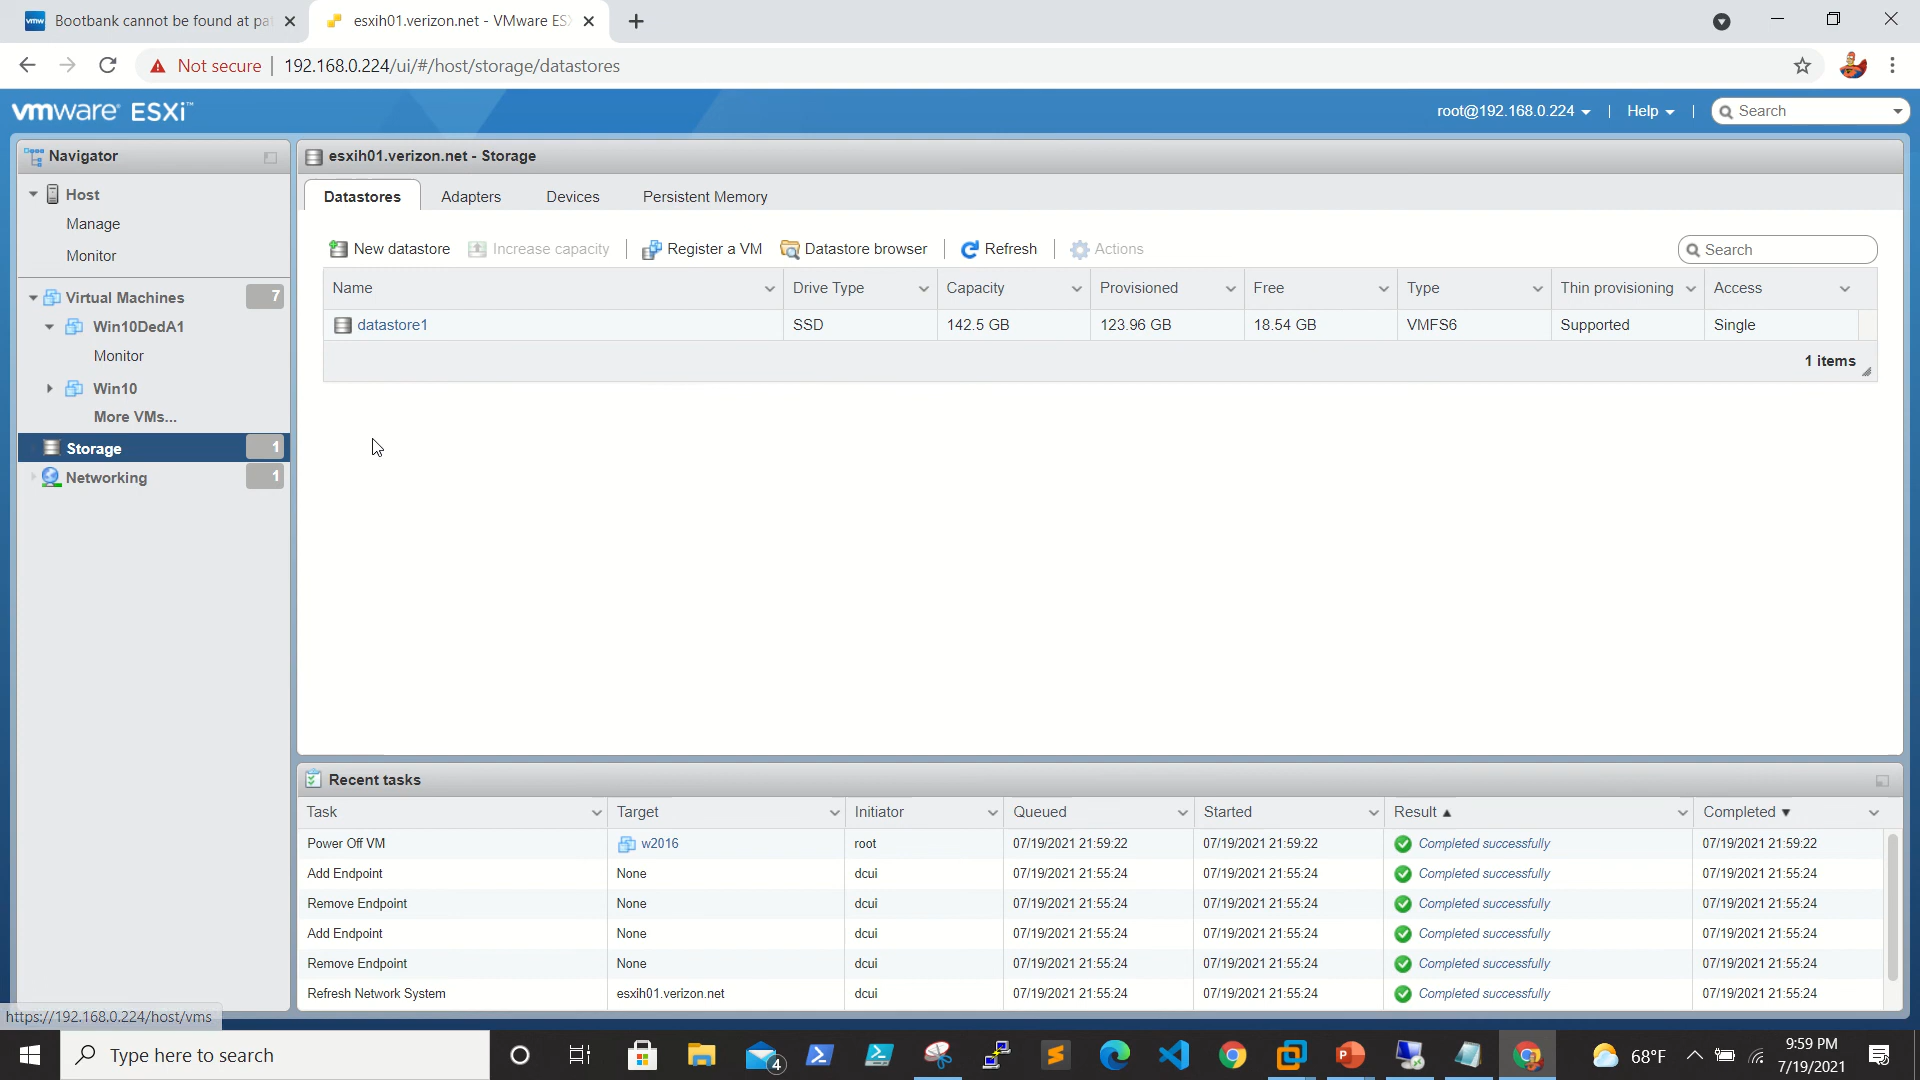 Bootbank cannot be found at pa
esxih01.verizon.net - VMware ESX
Not secure
192.168.0.224/ui/#/host/storage/datastores
vmware ESXi™
root@192.168.0.224
Help
Search
Navigator
Host
Manage
Monitor
Virtual Machines 7
Win10DedA1
Monitor
Win10
More VMs...
Storage 1
Networking 1
esxih01.verizon.net - Storage
Datastores Adapters Devices Persistent Memory
New datastore Increase capacity Register a VM Datastore browser Refresh Actions Search
Name Drive Type Capacity Provisioned Free Type Thin provisioning Access
datastore1 SSD 142.5 GB 123.96 GB 18.54 GB VMFS6 Supported Single
1 items
Recent tasks
Task Target Initiator Queued Started Result ▲ Completed ▼
Power Off VM w2016 root 07/19/2021 21:59:22 07/19/2021 21:59:22 Completed successfully 07/19/2021 21:59:22
Add Endpoint None dcui 07/19/2021 21:55:24 07/19/2021 21:55:24 Completed successfully 07/19/2021 21:55:24
Remove Endpoint None dcui 07/19/2021 21:55:24 07/19/2021 21:55:24 Completed successfully 07/19/2021 21:55:24
Add Endpoint None dcui 07/19/2021 21:55:24 07/19/2021 21:55:24 Completed successfully 07/19/2021 21:55:24
Remove Endpoint None dcui 07/19/2021 21:55:24 07/19/2021 21:55:24 Completed successfully 07/19/2021 21:55:24
Refresh Network System esxih01.verizon.net dcui 07/19/2021 21:55:24 07/19/2021 21:55:24 Completed successfully 07/19/2021 21:55:24
https://192.168.0.224/host/vms
Type here to search
4
68°F
9:59 PM
7/19/2021